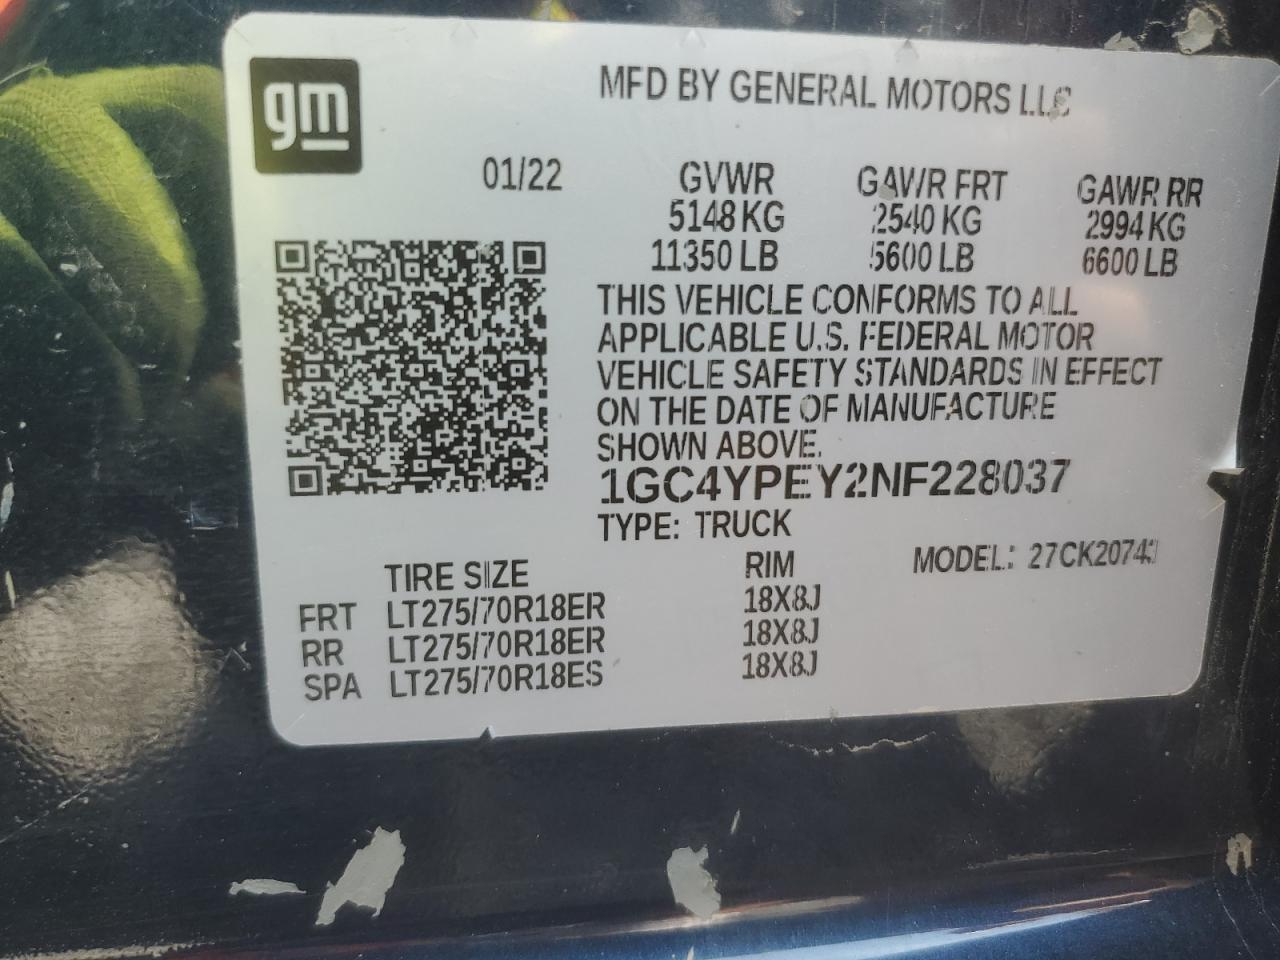 gm
MFD BY GENERAL MOTORS LLC
01/22 GVWR GAWR FRT GAWR RR
5148 KG 2540 KG 2994 KG
11350 LB 5600 LB 6600 LB
THIS VEHICLE CONFORMS TO ALL
APPLICABLE U.S. FEDERAL MOTOR
VEHICLE SAFETY STANDARDS IN EFFECT
ON THE DATE OF MANUFACTURE
SHOWN ABOVE.
1GC4YPEY2NF228037
TYPE: TRUCK
MODEL: 27CK20743
TIRE SIZE RIM
FRT LT275/70R18ER 18X8J
RR LT275/70R18ER 18X8J
SPA LT275/70R18ES 18X8J